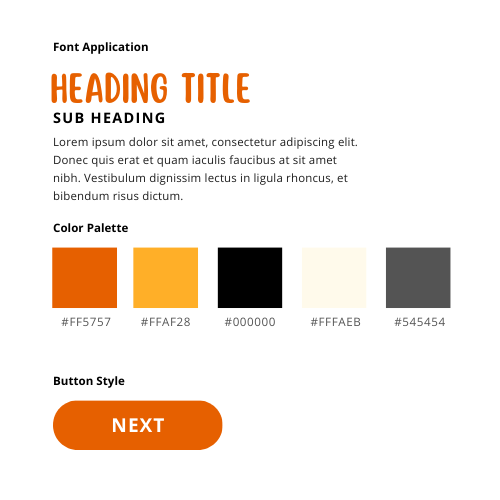 Font Application
HEADING TITLE
SUB HEADING
Lorem ipsum dolor sit amet, consectetur adipiscing elit.
Donec quis erat et quam iaculis faucibus at sit amet
nibh. Vestibulum dignissim lectus in ligula rhoncus, et
bibendum risus dictum.
Color Palette
#FF5757 #FFAF28 #000000 #FFFAEB #545454
Button Style
NEXT